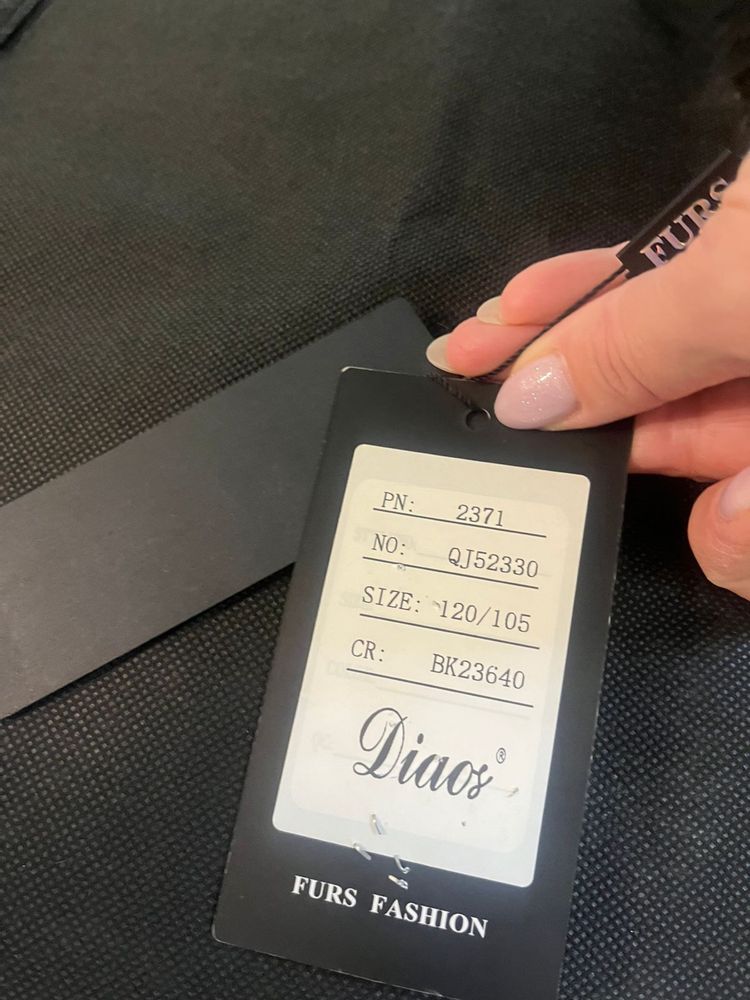 FURS
PN: 2371
NO: QJ52330
SIZE: 120/105
CR: BK23640
Diaos®
FURS FASHION